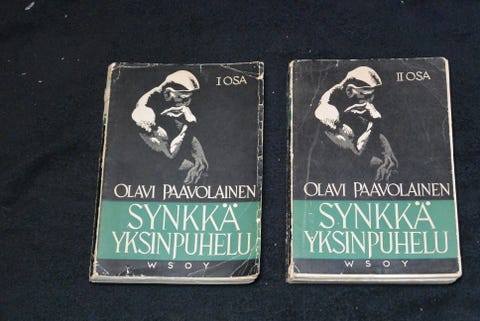 I OSA
OLAVI PAAVOLAINEN
SYNKKÄ
YKSINPUHELU
WSOY
II OSA
OLAVI PAAVOLAINEN
SYNKKÄ
YKSINPUHELU
WSOY